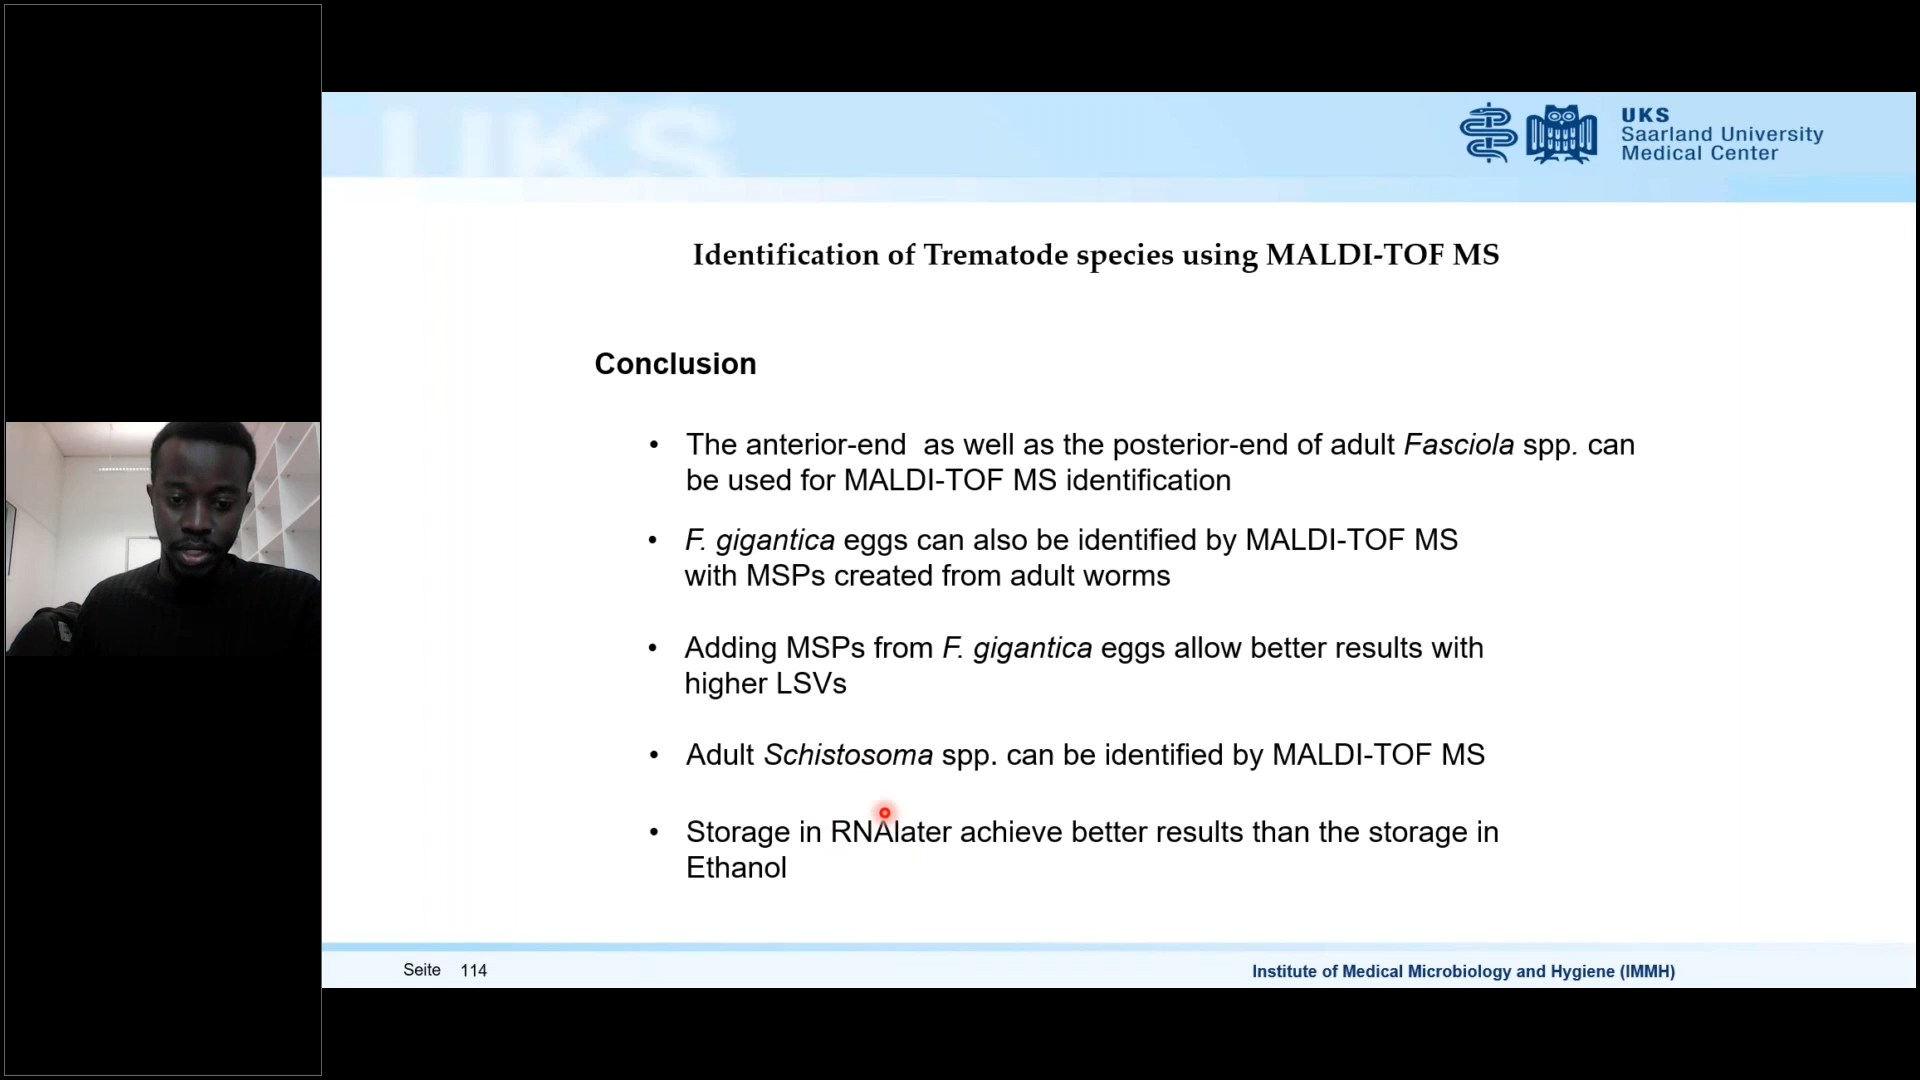 UKS
UKS
Saarland University
Medical Center
Identification of Trematode species using MALDI-TOF MS
Conclusion
• The anterior-end  as well as the posterior-end of adult Fasciola spp. can
be used for MALDI-TOF MS identification
• F. gigantica eggs can also be identified by MALDI-TOF MS
with MSPs created from adult worms
• Adding MSPs from F. gigantica eggs allow better results with
higher LSVs
• Adult Schistosoma spp. can be identified by MALDI-TOF MS
• Storage in RNAlater achieve better results than the storage in
Ethanol
Seite 114
Institute of Medical Microbiology and Hygiene (IMMH)